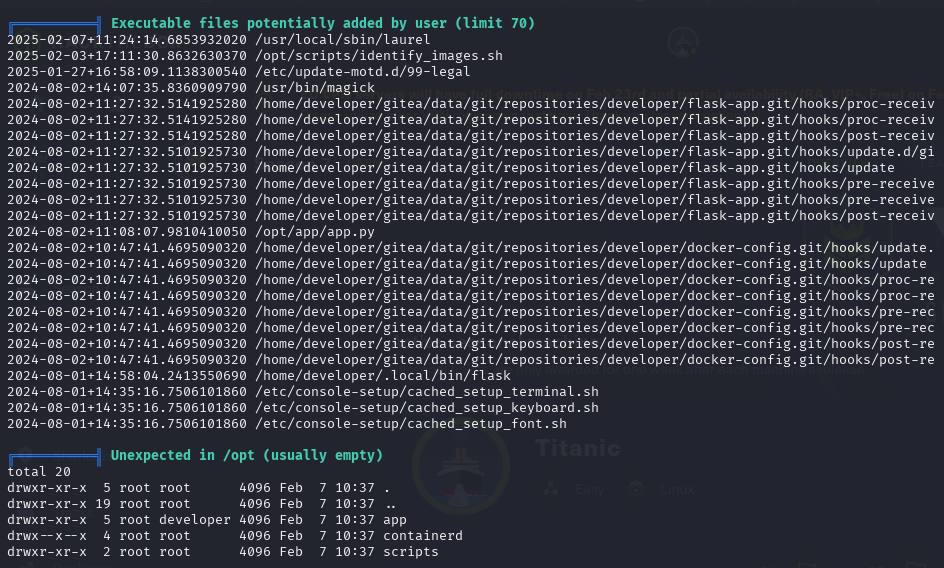 Executable files potentially added by user (limit 70)
2025-02-07+11:24:14.6853932020 /usr/local/sbin/laurel
2025-02-03+17:11:30.8632630370 /opt/scripts/identify_images.sh
2025-01-27+16:58:09.1138300540 /etc/update-motd.d/99-legal
2024-08-02+14:07:35.8360909790 /usr/bin/magick
2024-08-02+11:27:32.5141925280 /home/developer/gitea/data/git/repositories/developer/flask-app.git/hooks/proc-receiv
2024-08-02+11:27:32.5141925280 /home/developer/gitea/data/git/repositories/developer/flask-app.git/hooks/proc-receiv
2024-08-02+11:27:32.5141925280 /home/developer/gitea/data/git/repositories/developer/flask-app.git/hooks/post-receiv
2024-08-02+11:27:32.5101925730 /home/developer/gitea/data/git/repositories/developer/flask-app.git/hooks/update.d/gi
2024-08-02+11:27:32.5101925730 /home/developer/gitea/data/git/repositories/developer/flask-app.git/hooks/update
2024-08-02+11:27:32.5101925730 /home/developer/gitea/data/git/repositories/developer/flask-app.git/hooks/pre-receive
2024-08-02+11:27:32.5101925730 /home/developer/gitea/data/git/repositories/developer/flask-app.git/hooks/pre-receive
2024-08-02+11:27:32.5101925730 /home/developer/gitea/data/git/repositories/developer/flask-app.git/hooks/post-receiv
2024-08-02+11:08:07.9810410050 /opt/app/app.py
2024-08-02+10:47:41.4695090320 /home/developer/gitea/data/git/repositories/developer/docker-config.git/hooks/update.
2024-08-02+10:47:41.4695090320 /home/developer/gitea/data/git/repositories/developer/docker-config.git/hooks/update
2024-08-02+10:47:41.4695090320 /home/developer/gitea/data/git/repositories/developer/docker-config.git/hooks/proc-re
2024-08-02+10:47:41.4695090320 /home/developer/gitea/data/git/repositories/developer/docker-config.git/hooks/proc-re
2024-08-02+10:47:41.4695090320 /home/developer/gitea/data/git/repositories/developer/docker-config.git/hooks/pre-rec
2024-08-02+10:47:41.4695090320 /home/developer/gitea/data/git/repositories/developer/docker-config.git/hooks/pre-rec
2024-08-02+10:47:41.4695090320 /home/developer/gitea/data/git/repositories/developer/docker-config.git/hooks/post-re
2024-08-02+10:47:41.4695090320 /home/developer/gitea/data/git/repositories/developer/docker-config.git/hooks/post-re
2024-08-01+14:58:04.2413550690 /home/developer/.local/bin/flask
2024-08-01+14:35:16.7506101860 /etc/console-setup/cached_setup_terminal.sh
2024-08-01+14:35:16.7506101860 /etc/console-setup/cached_setup_keyboard.sh
2024-08-01+14:35:16.7506101860 /etc/console-setup/cached_setup_font.sh
Unexpected in /opt (usually empty)
Titanic
total 20
drwxr-xr-x  5 root root      4096 Feb  7 10:37 .
Easy Linux
drwxr-xr-x 19 root root      4096 Feb  7 10:37 ..
drwxr-xr-x  5 root developer 4096 Feb  7 10:37 app
drwx--x--x  4 root root      4096 Feb  7 10:37 containerd
drwxr-xr-x  2 root root      4096 Feb  7 10:37 scripts